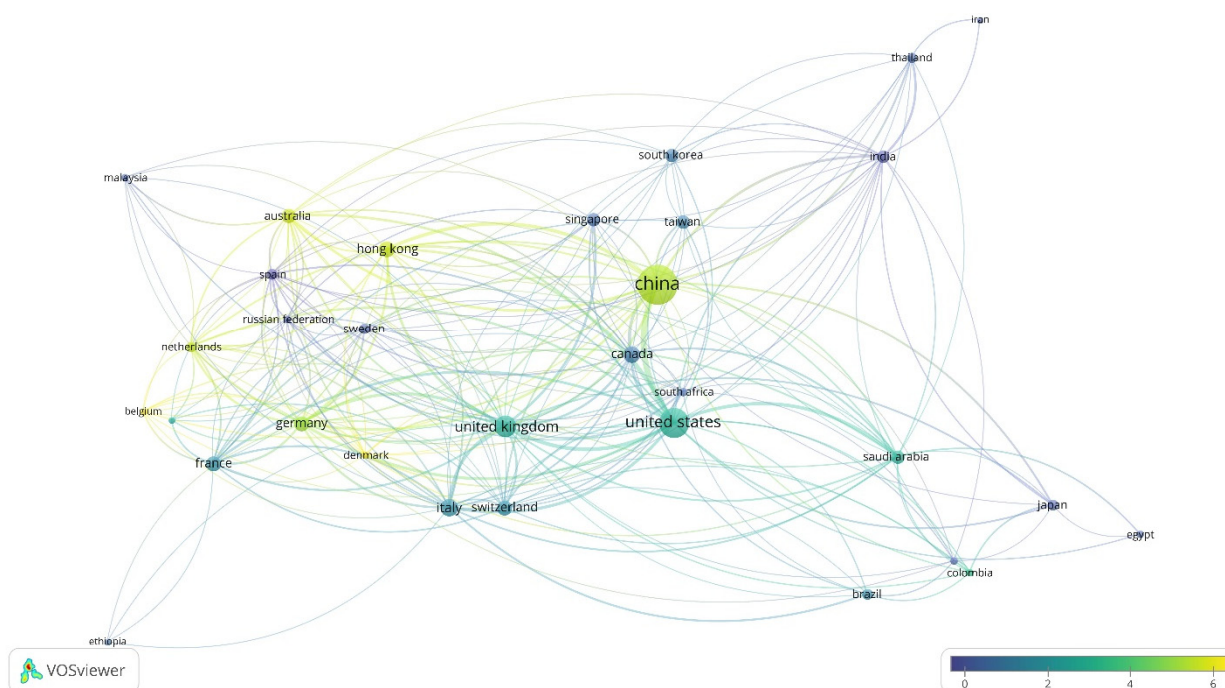 iran
thailand
south korea
india
malaysia
australia
singapore
taiwan
hong kong
spain
china
russian federation
sweden
netherlands
canada
south africa
belgium
germany
united kingdom
united states
denmark
france
saudi arabia
italy
switzerland
japan
egypt
colombia
brazil
ethiopia
VOSviewer
0 2 4 6